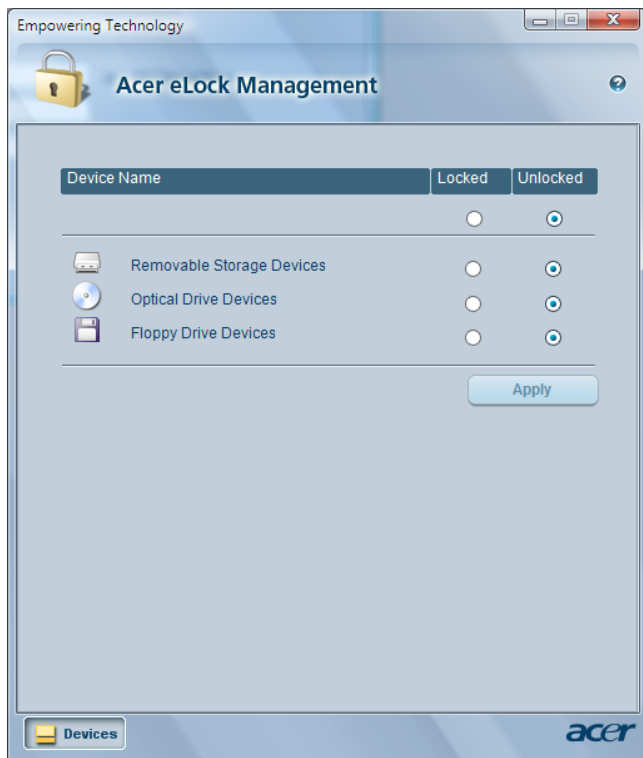 Empowering Technology
Acer eLock Management
Device Name Locked Unlocked
Removable Storage Devices
Optical Drive Devices
Floppy Drive Devices
Apply
Devices
acer